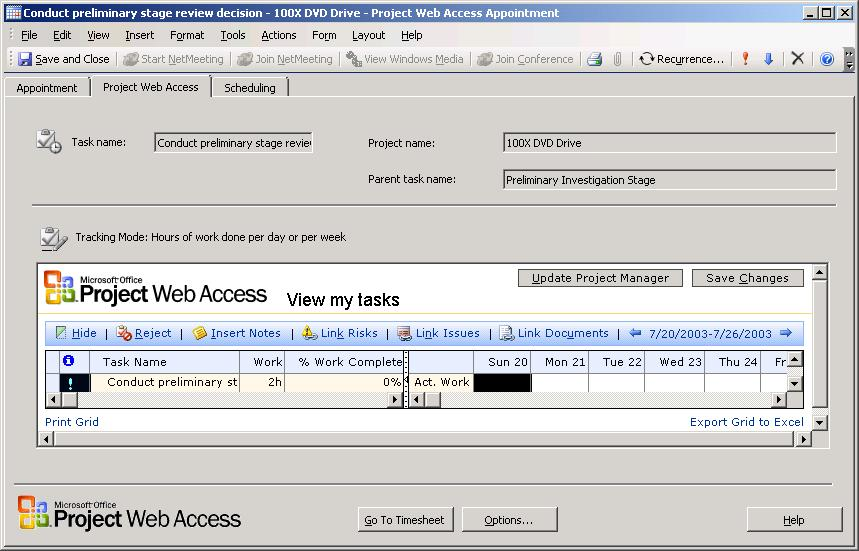 Conduct preliminary stage review decision - 100X DVD Drive - Project Web Access Appointment
File Edit View Insert Format Tools Actions Form Layout Help
Save and Close Start NetMeeting Join NetMeeting View Windows Media Join Conference Recurrence...
Appointment Project Web Access Scheduling
Task name: Conduct preliminary stage review Project name: 100X DVD Drive
Parent task name: Preliminary Investigation Stage
Tracking Mode: Hours of work done per day or per week
Microsoft Office
Project Web Access View my tasks Update Project Manager Save Changes
Hide | Reject | Insert Notes | Link Risks | Link Issues | Link Documents | 7/20/2003-7/26/2003
Task Name Work % Work Complete Sun 20 Mon 21 Tue 22 Wed 23 Thu 24 Fr
! Conduct preliminary st 2h 0% Act. Work
Print Grid Export Grid to Excel
Microsoft Office
Project Web Access Go To Timesheet Options... Help